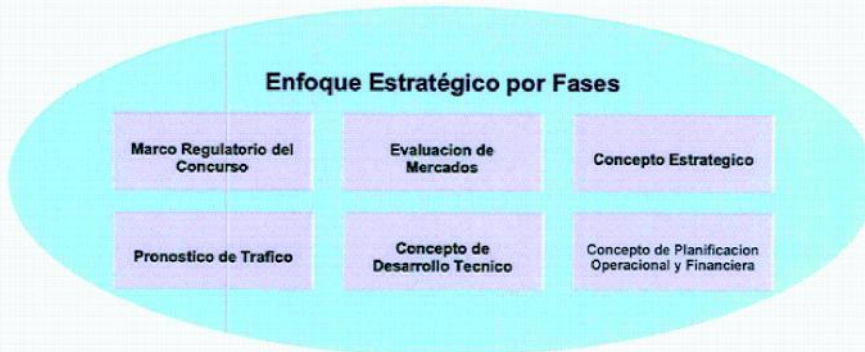 Enfoque Estratégico por Fases
Marco Regulatorio del
Concurso
Evaluacion de
Mercados
Concepto Estrategico
Pronostico de Trafico
Concepto de
Desarrollo Tecnico
Concepto de Planificacion
Operacional y Financiera